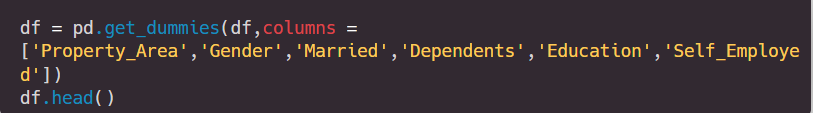 df = pd.get_dummies(df,columns =
['Property_Area','Gender','Married','Dependents','Education','Self_Employe
d'])
df.head()